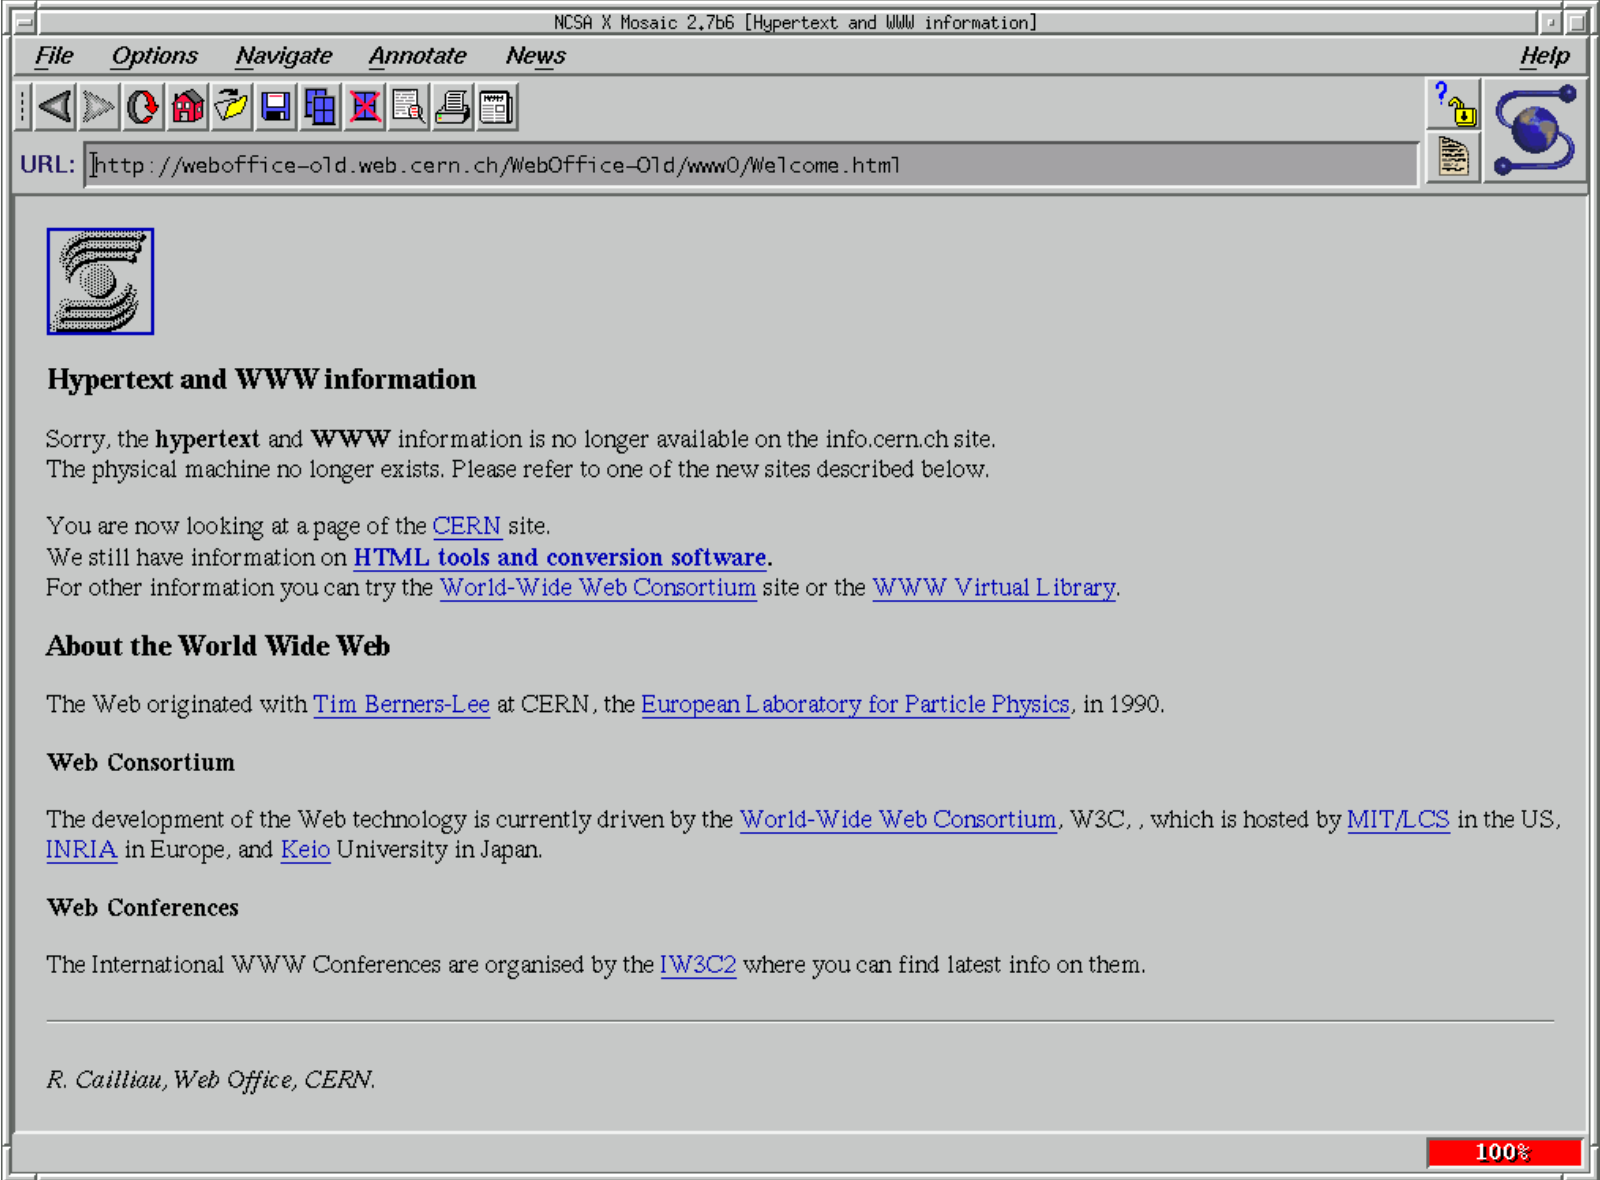 NCSA X Mosaic 2.7b6 [Hypertext and WWW information]
File Options Navigate Annotate News Help
URL: http://weboffice-old.web.cern.ch/WebOffice-Old/www0/Welcome.html
Hypertext and WWW information
Sorry, the hypertext and WWW information is no longer available on the info.cern.ch site.
The physical machine no longer exists. Please refer to one of the new sites described below.
You are now looking at a page of the CERN site.
We still have information on HTML tools and conversion software.
For other information you can try the World-Wide Web Consortium site or the WWW Virtual Library.
About the World Wide Web
The Web originated with Tim Berners-Lee at CERN, the European Laboratory for Particle Physics, in 1990.
Web Consortium
The development of the Web technology is currently driven by the World-Wide Web Consortium, W3C, , which is hosted by MIT/LCS in the US,
INRIA in Europe, and Keio University in Japan.
Web Conferences
The International WWW Conferences are organised by the IW3C2 where you can find latest info on them.
R. Cailliau, Web Office, CERN.
100%